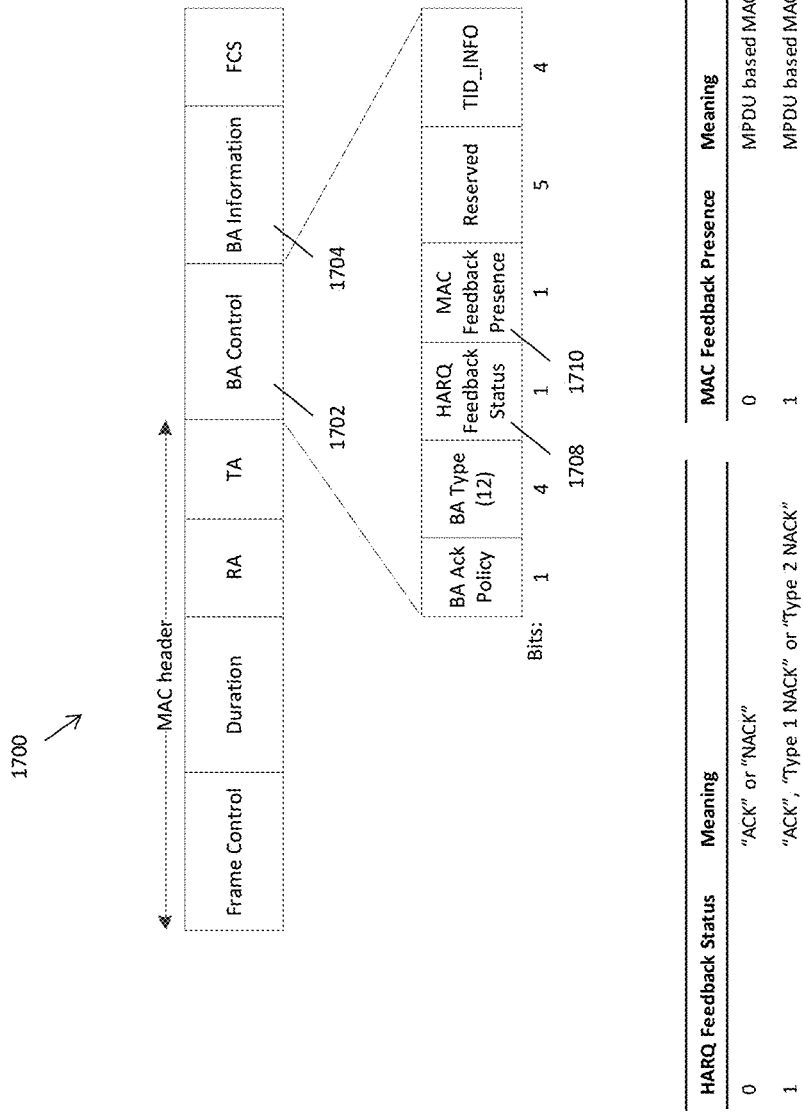 1700
MAC header
Frame Control
Duration
RA
TA
BA Control
BA Information
FCS
1702
1704
BA Ack Policy
BA Type (12)
HARQ Feedback Status
MAC Feedback Presence
Reserved
TID_INFO
Bits:
1
4
1
1
5
4
1708
1710
HARQ Feedback Status Meaning
0 "ACK" or "NACK"
1 "ACK", "Type 1 NACK" or "Type 2 NACK"
MAC Feedback Presence Meaning
0 MPDU based MAC
1 MPDU based MAC